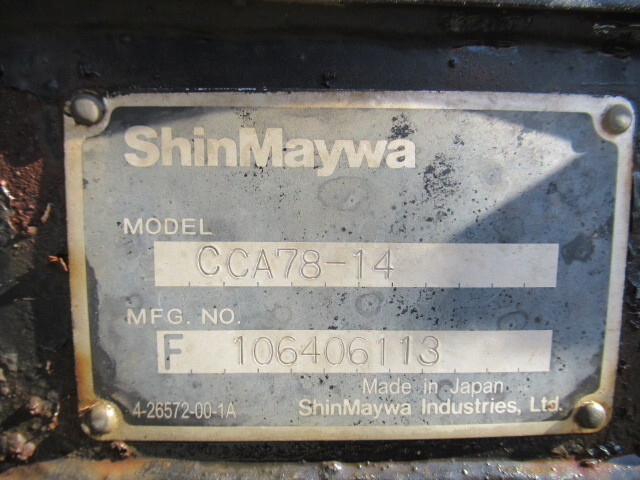 ShinMaywa
MODEL
CCA78-14
MFG. NO.
F 106406113
Made in Japan
4-26572-00-1A ShinMaywa Industries, Ltd.